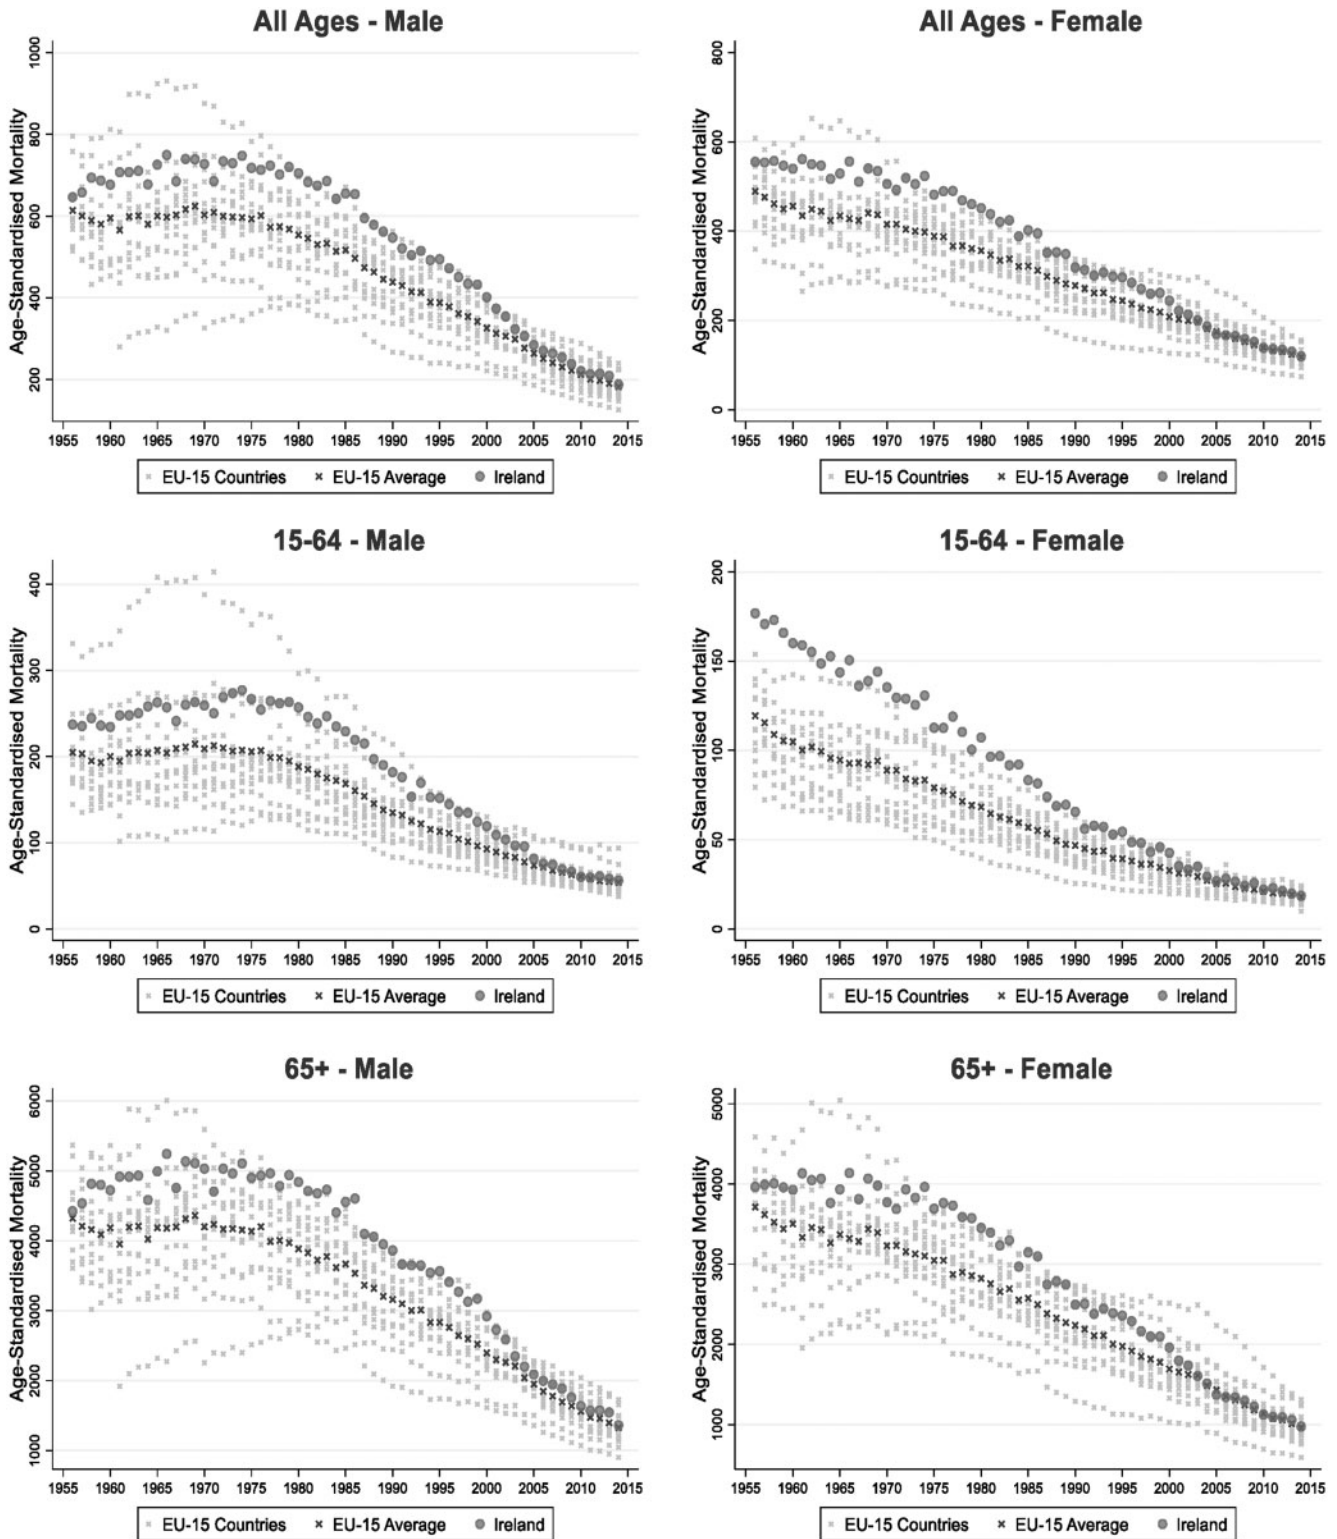 All Ages - Male
Age-Standardised Mortality
1000
800
600
400
200
1955 1960 1965 1970 1975 1980 1985 1990 1995 2000 2005 2010 2015
EU-15 Countries EU-15 Average Ireland
All Ages - Female
Age-Standardised Mortality
800
600
400
200
0
1955 1960 1965 1970 1975 1980 1985 1990 1995 2000 2005 2010 2015
EU-15 Countries EU-15 Average Ireland
15-64 - Male
Age-Standardised Mortality
400
300
200
100
0
1955 1960 1965 1970 1975 1980 1985 1990 1995 2000 2005 2010 2015
EU-15 Countries EU-15 Average Ireland
15-64 - Female
Age-Standardised Mortality
200
150
100
50
0
1955 1960 1965 1970 1975 1980 1985 1990 1995 2000 2005 2010 2015
EU-15 Countries EU-15 Average Ireland
65+ - Male
Age-Standardised Mortality
6000
5000
4000
3000
2000
1000
1955 1960 1965 1970 1975 1980 1985 1990 1995 2000 2005 2010 2015
EU-15 Countries EU-15 Average Ireland
65+ - Female
Age-Standardised Mortality
5000
4000
3000
2000
1000
1955 1960 1965 1970 1975 1980 1985 1990 1995 2000 2005 2010 2015
EU-15 Countries EU-15 Average Ireland